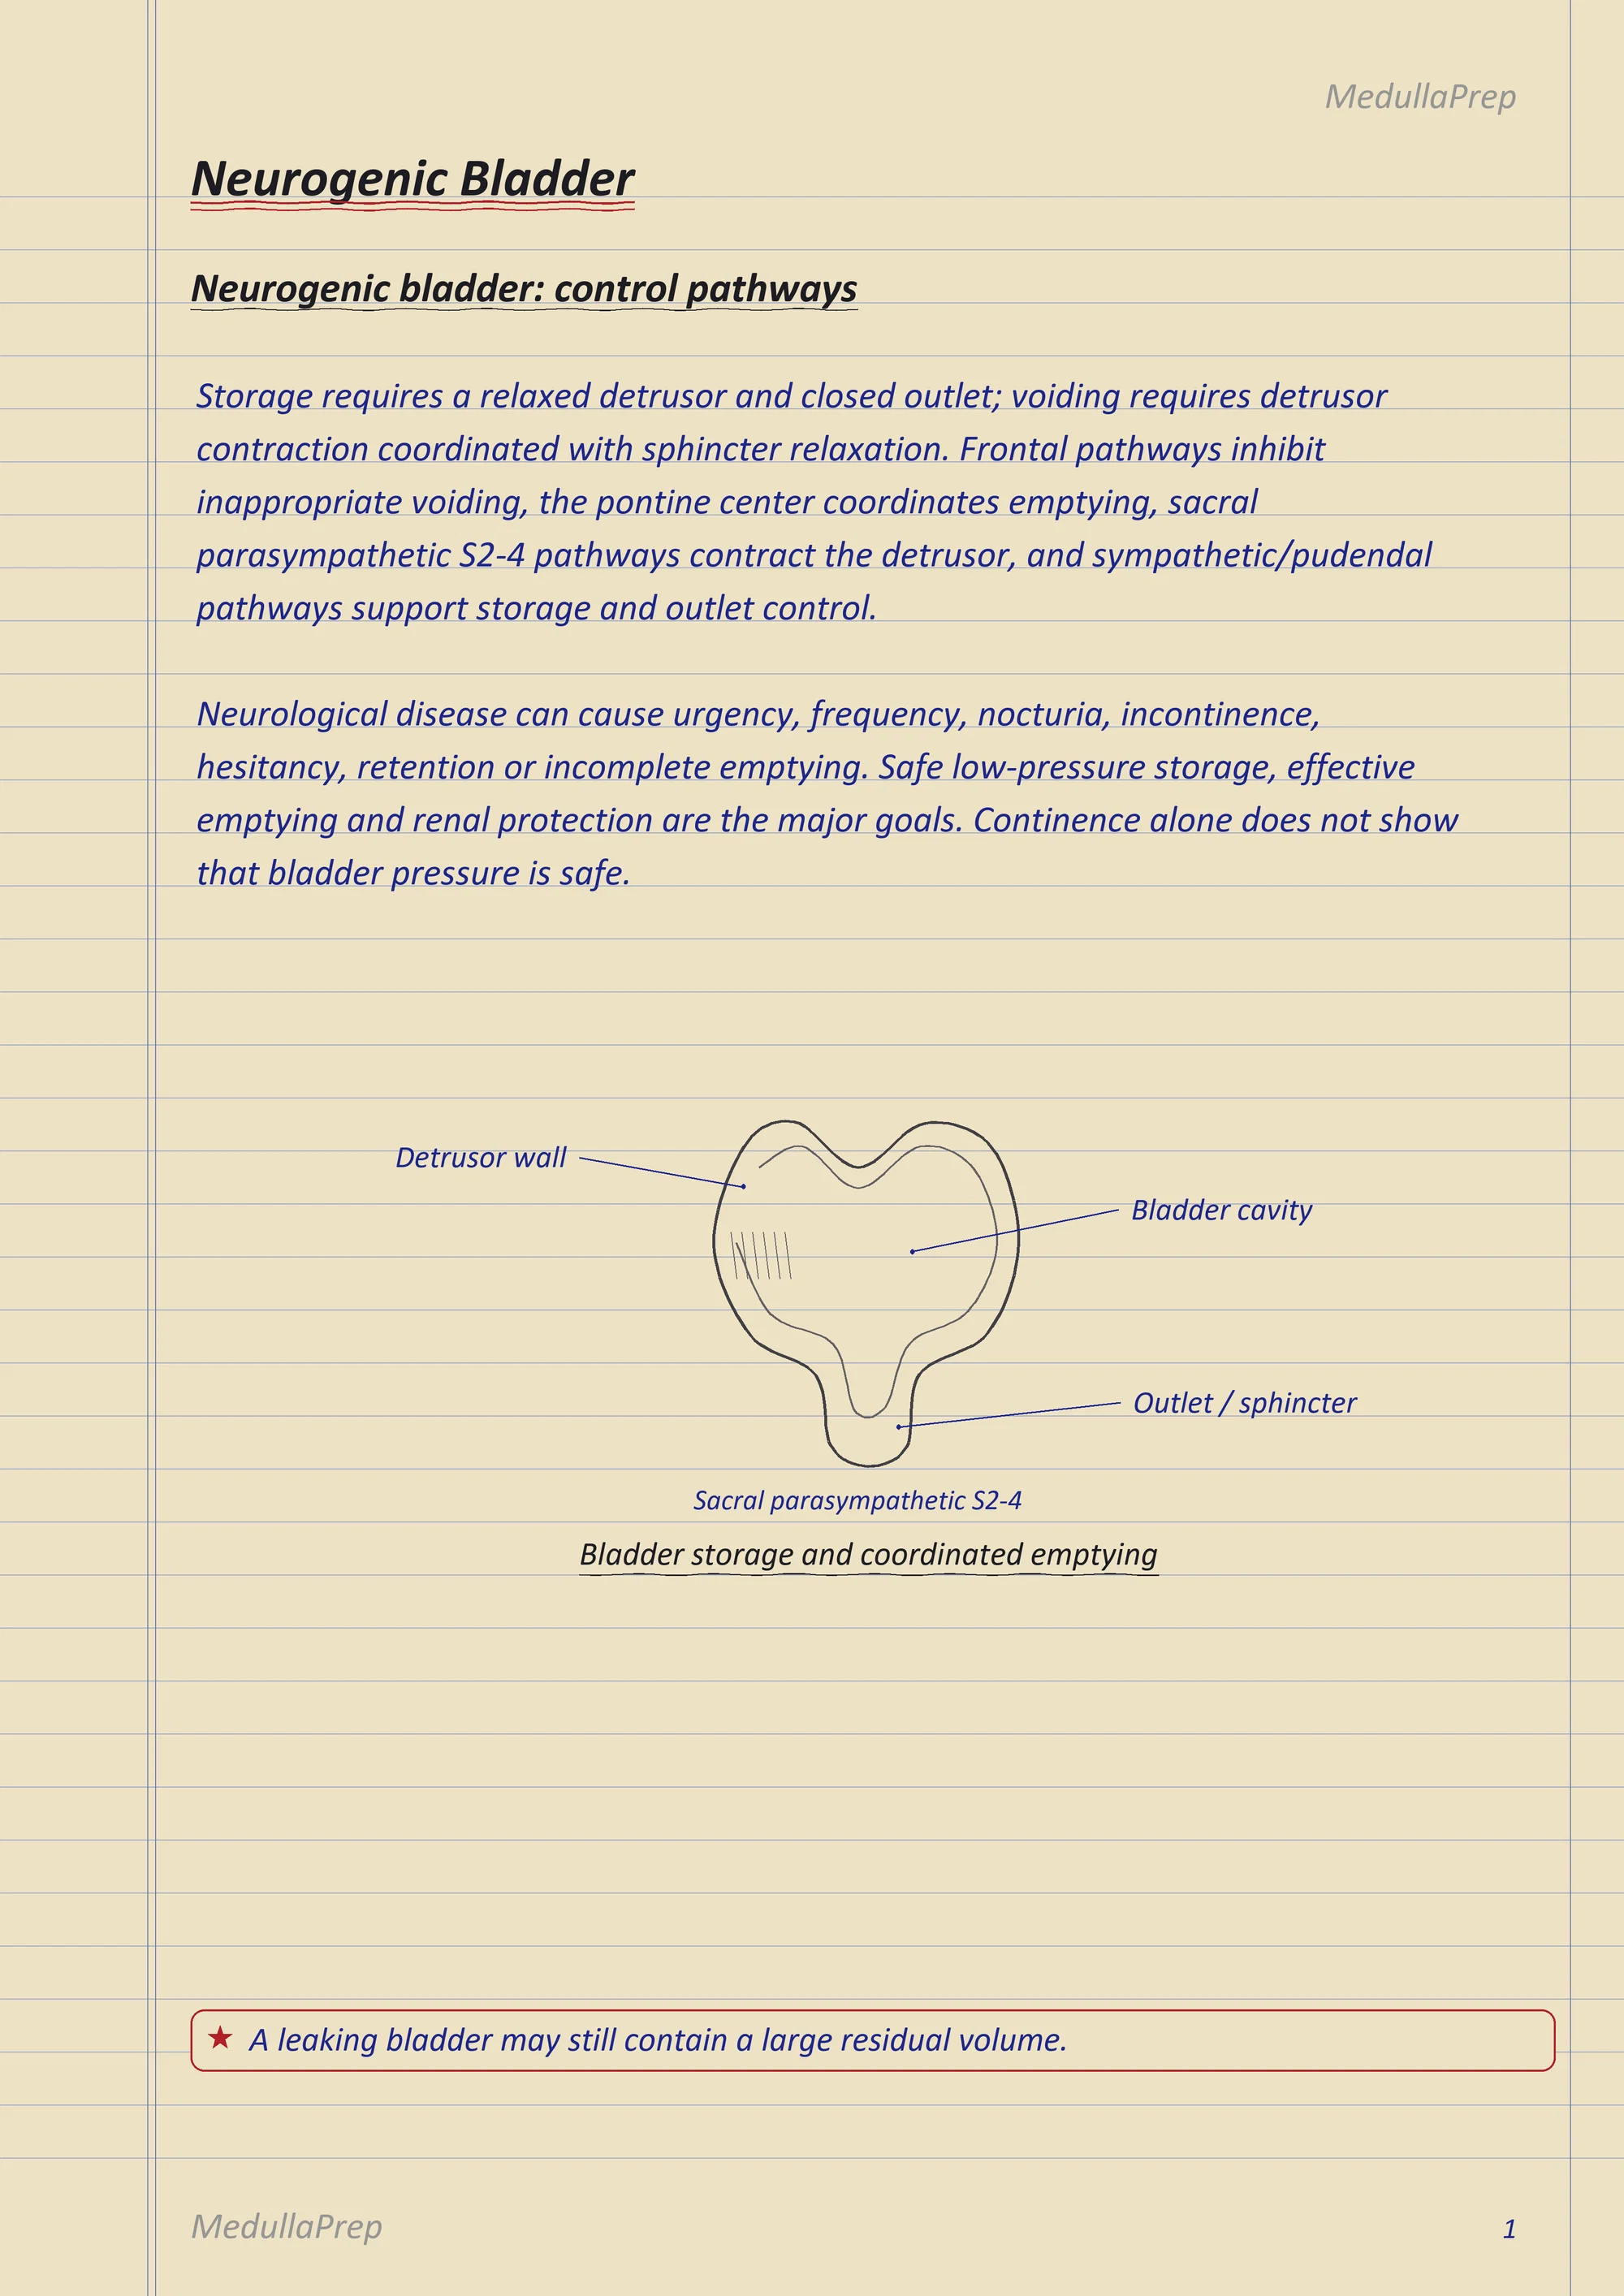 MedullaPrep
Neurogenic Bladder
Neurogenic bladder: control pathways
Storage requires a relaxed detrusor and closed outlet; voiding requires detrusor
contraction coordinated with sphincter relaxation. Frontal pathways inhibit
inappropriate voiding, the pontine center coordinates emptying, sacral
parasympathetic S2-4 pathways contract the detrusor, and sympathetic/pudendal
pathways support storage and outlet control.
Neurological disease can cause urgency, frequency, nocturia, incontinence,
hesitancy, retention or incomplete emptying. Safe low-pressure storage, effective
emptying and renal protection are the major goals. Continence alone does not show
that bladder pressure is safe.
Detrusor wall
Bladder cavity
Outlet / sphincter
Sacral parasympathetic S2-4
Bladder storage and coordinated emptying
★ A leaking bladder may still contain a large residual volume.
MedullaPrep
1